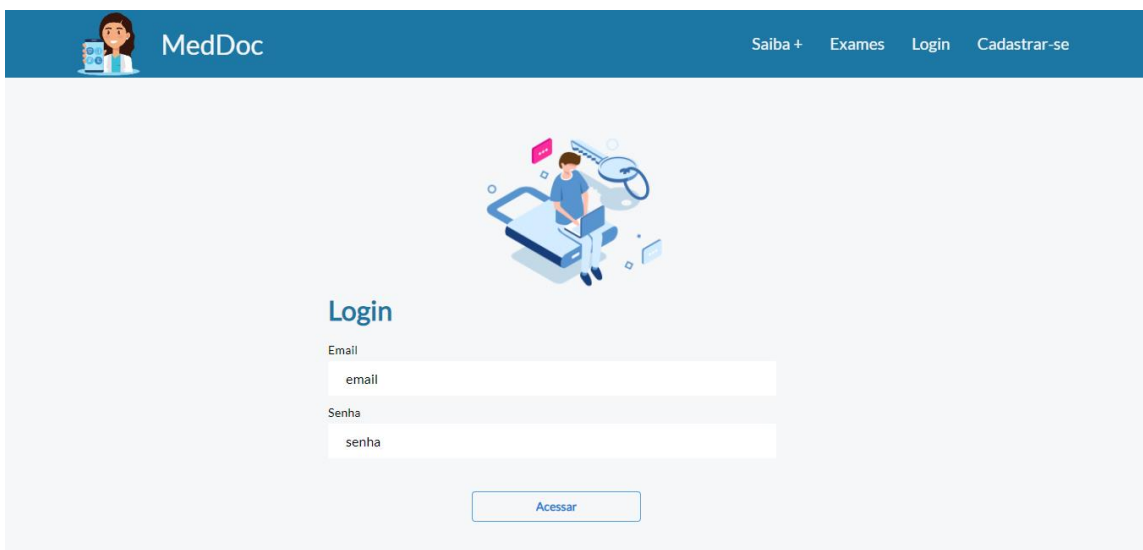 MedDoc
Saiba + Exames Login Cadastrar-se
Login
Email
email
Senha
senha
Acessar